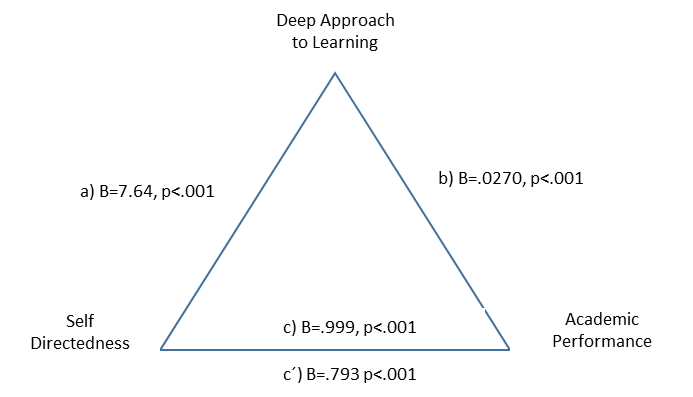 Deep Approach
to Learning
a) B=7.64, p<.001
b) B=.0270, p<.001
Self
Directedness
c) B=.999, p<.001
Academic
Performance
c´) B=.793 p<.001